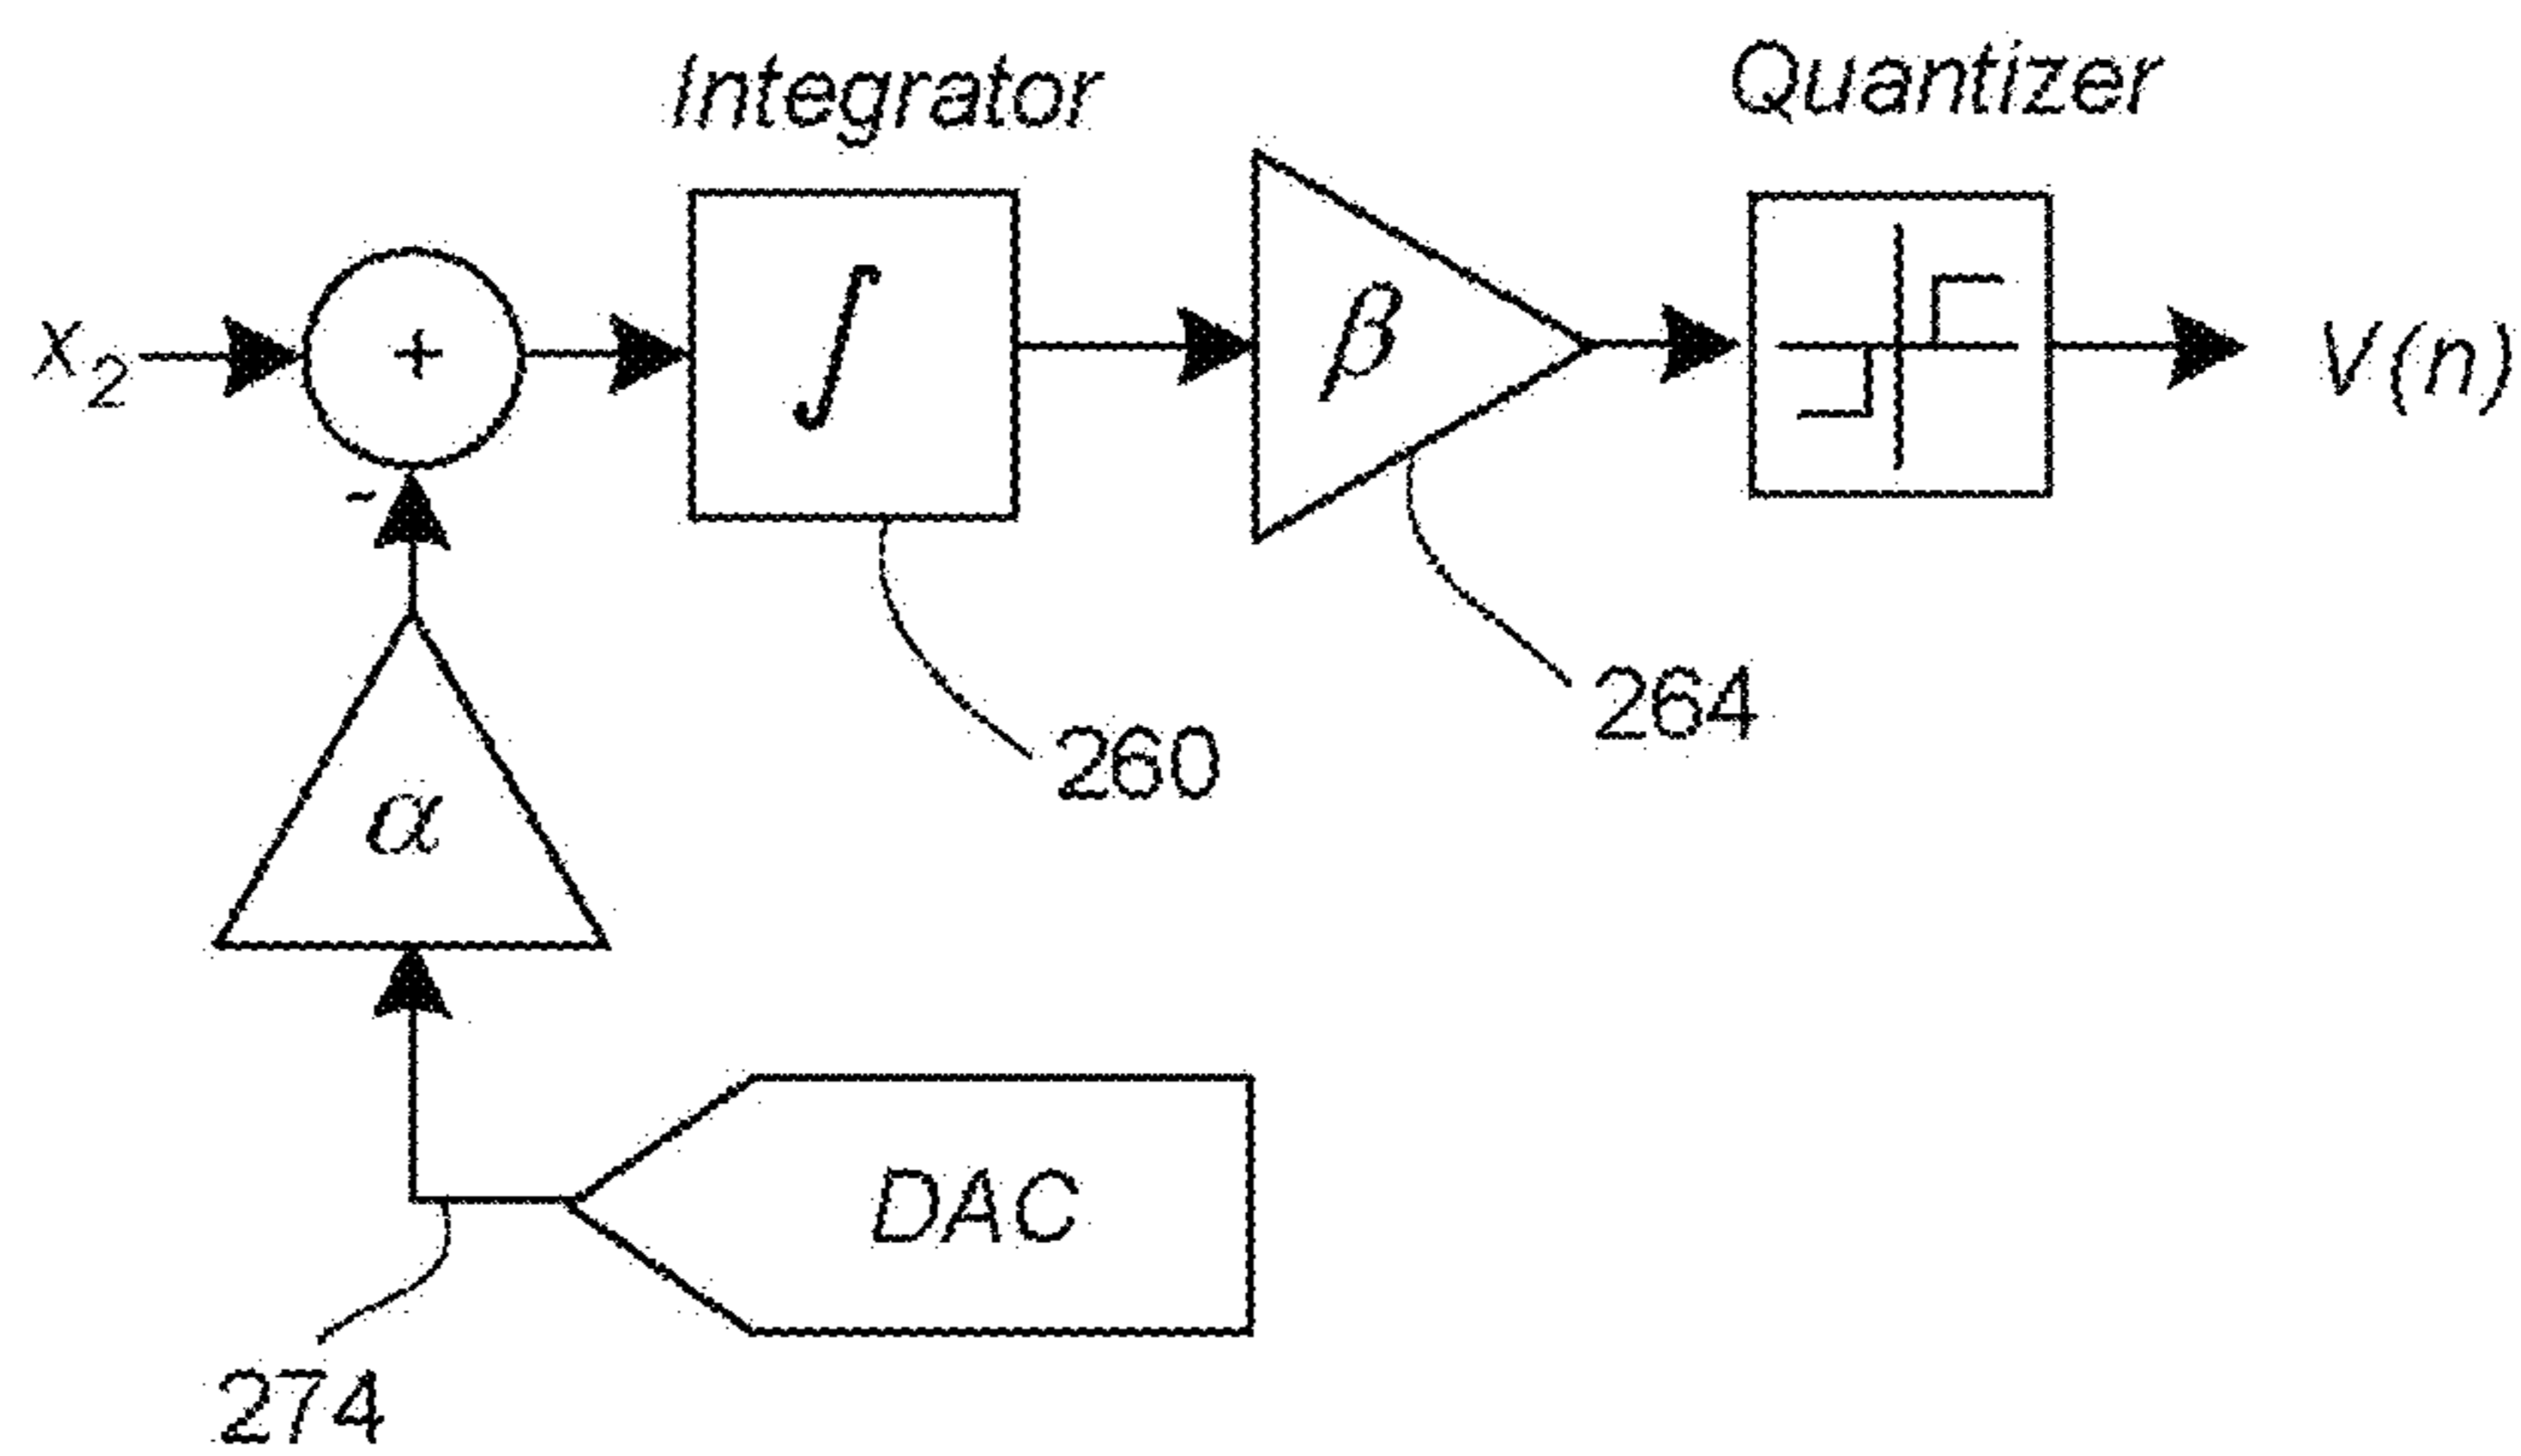 Integrator
Quantizer
x2
+
∫
β
V(n)
-
264
260
α
DAC
274